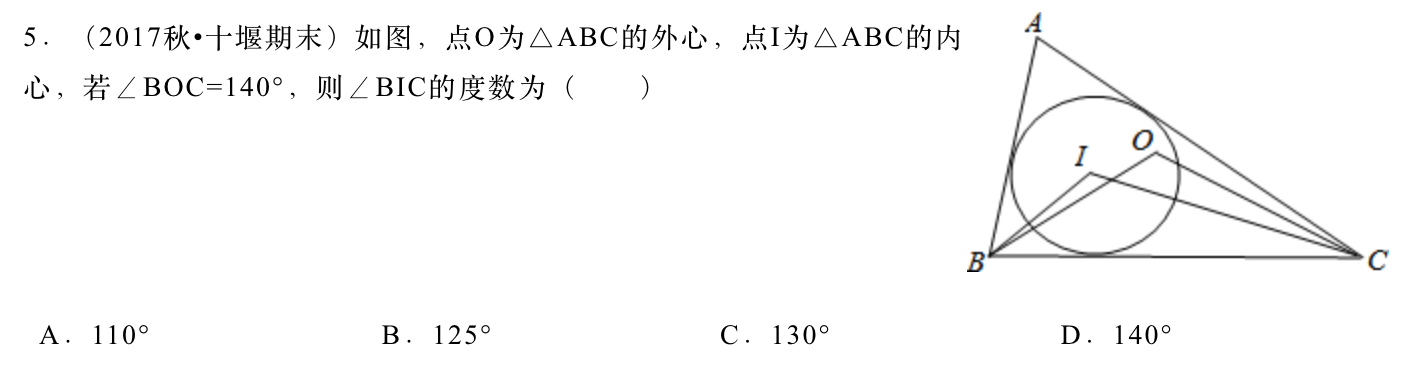 5．（2017秋•十堰期末）如图，点O为△ABC的外心，点I为△ABC的内
心，若∠BOC=140°，则∠BIC的度数为（　　）
A
O
I
B
C
A．110°
B．125°
C．130°
D．140°